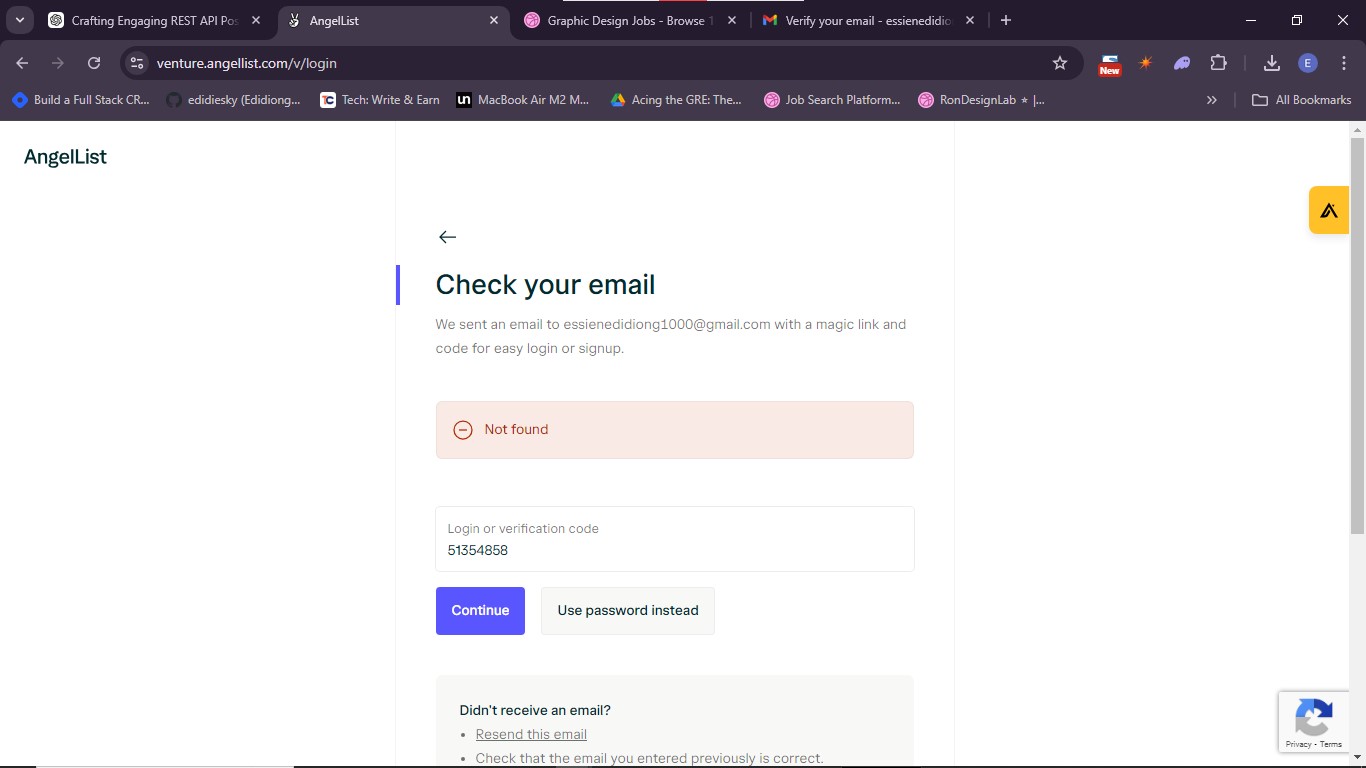 Crafting Engaging REST API Pos
AngelList
Graphic Design Jobs - Browse 1
Verify your email - essienedidio
venture.angellist.com/v/login
New
E
Build a Full Stack CR...
edidiesky (Edidiong...
TC
Tech: Write & Earn
un
MacBook Air M2 M...
Acing the GRE: The...
Job Search Platform...
RonDesignLab ⭐ |...
»
All Bookmarks
AngelList
Check your email
We sent an email to essienedidiong1000@gmail.com with a magic link and
code for easy login or signup.
Not found
Login or verification code
51354858
Continue
Use password instead
Didn't receive an email?
• Resend this email
• Check that the email you entered previously is correct.
Privacy - Terms